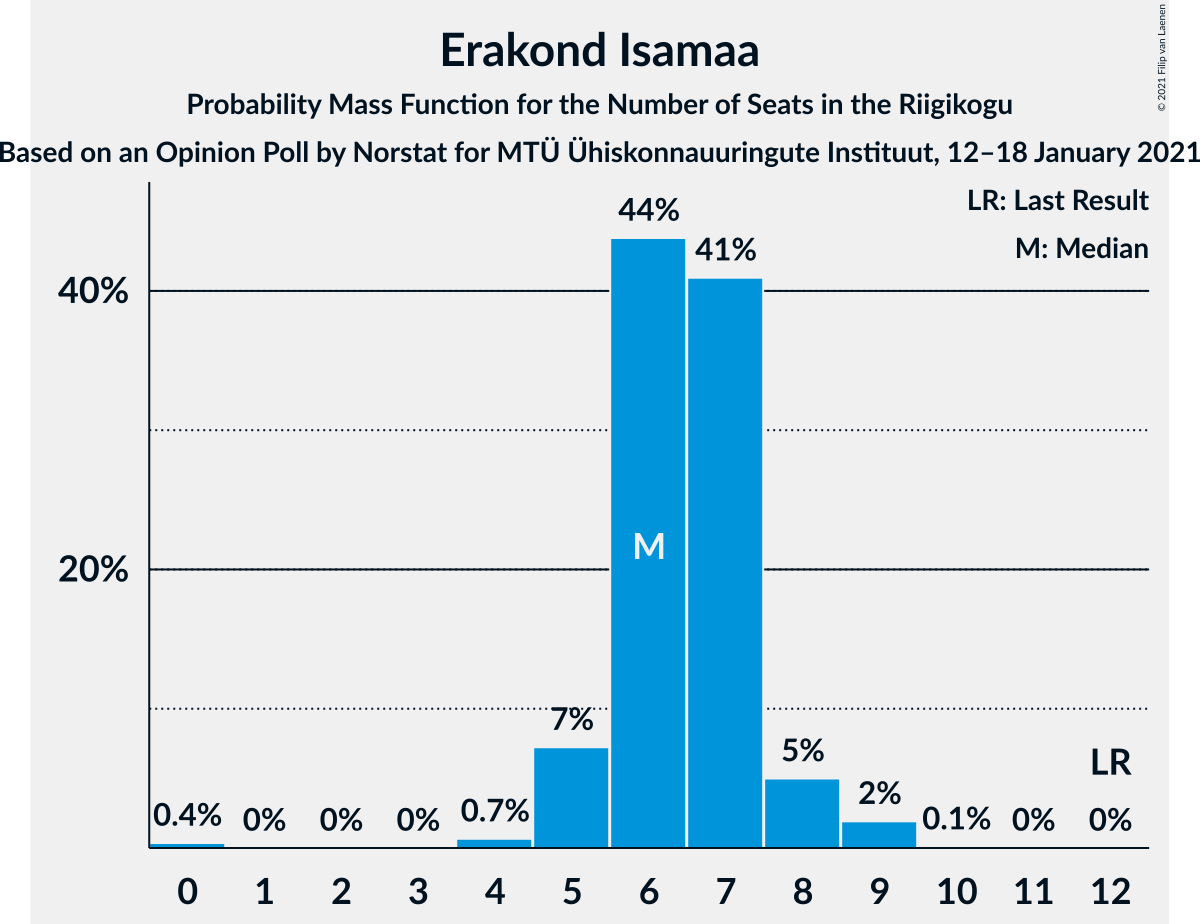 Erakond Isamaa
Probability Mass Function for the Number of Seats in the Riigikogu
Based on an Opinion Poll by Norstat for MTÜ Ühiskonnauuringute Instituut, 12–18 January 2021
© 2021 Filip van Laenen
LR: Last Result
M: Median
44%
41%
40%
M
20%
7%
5%
LR
2%
0.4% 0% 0% 0% 0.7% 0.1% 0% 0%
0 1 2 3 4 5 6 7 8 9 10 11 12